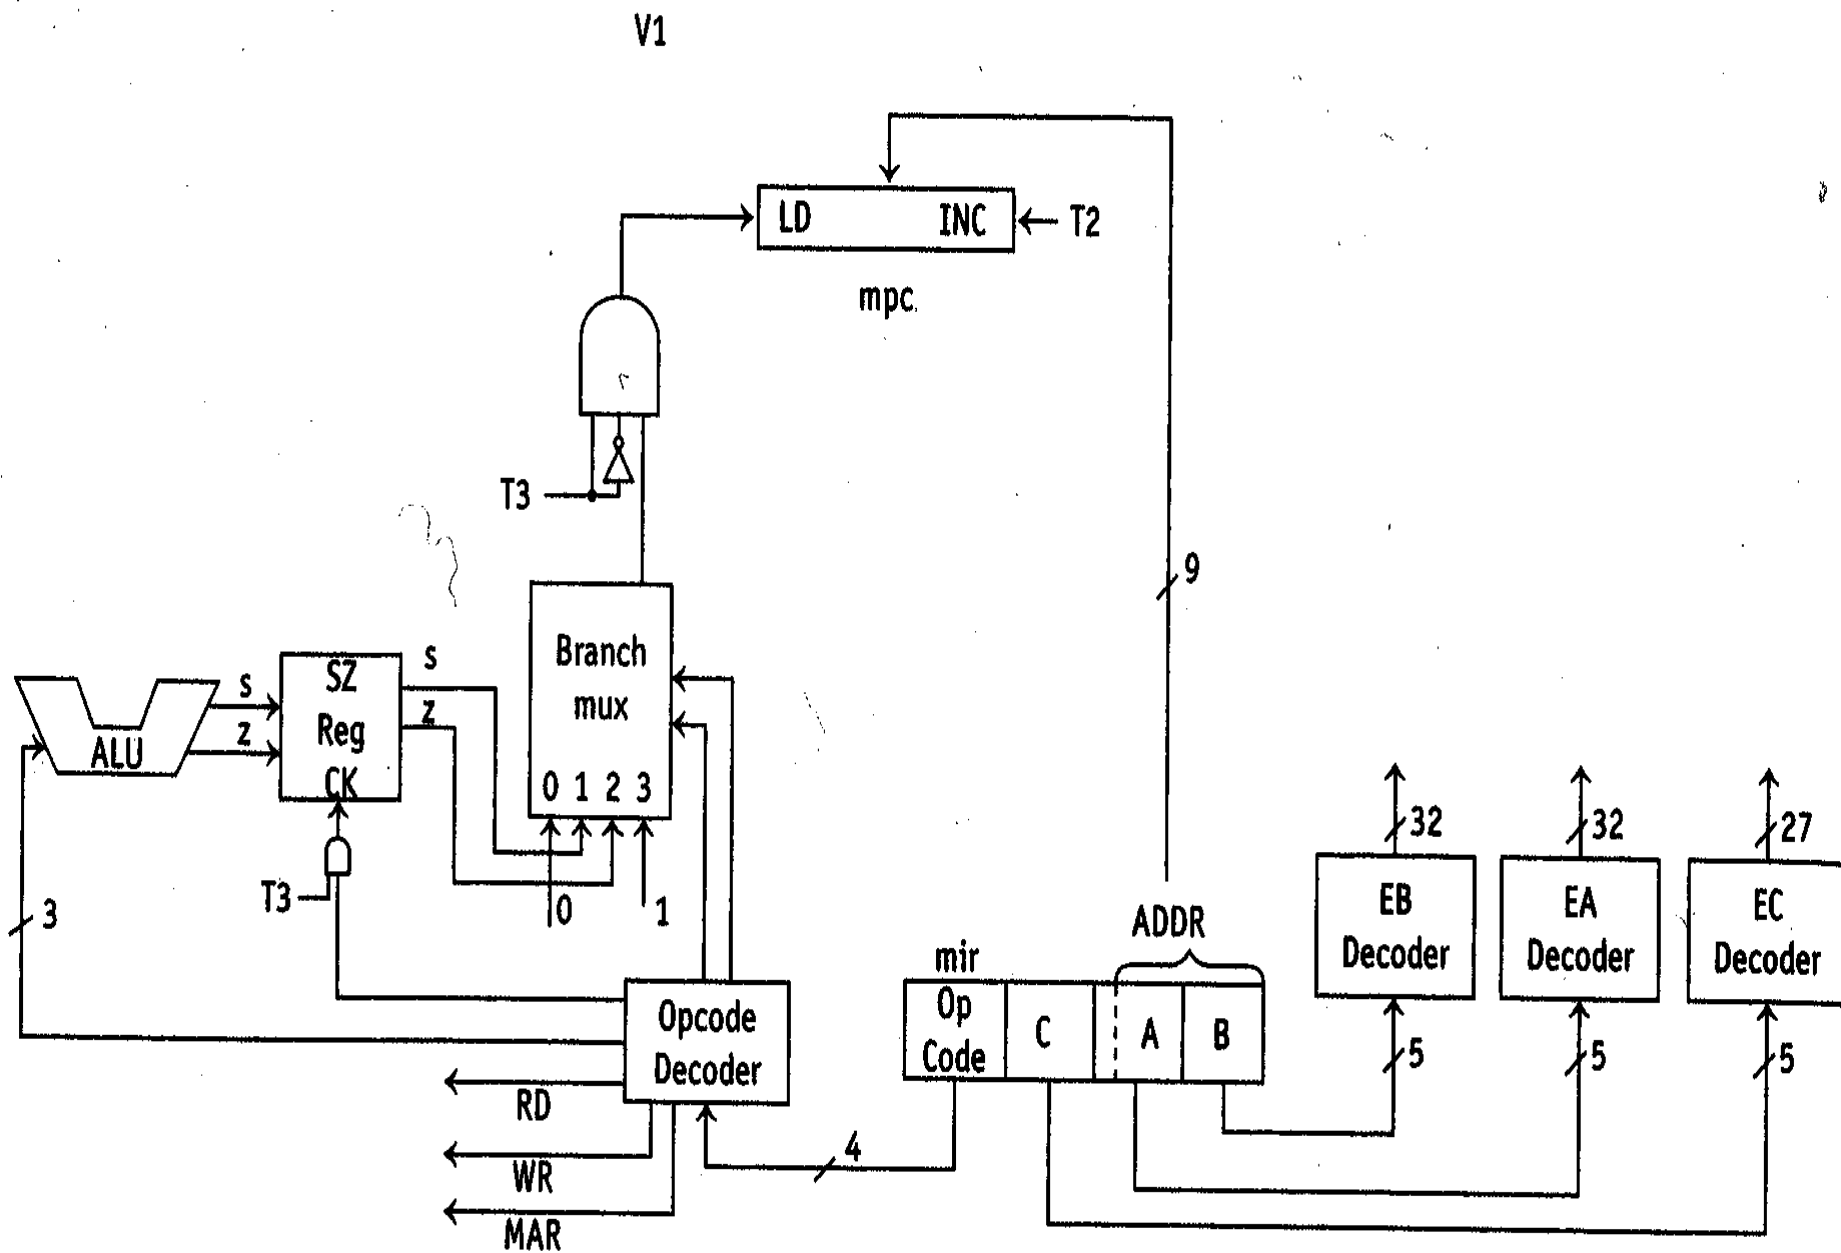 V1
LD INC
T2
mpc
T3
9
Branch
mux
0 1 2 3
s
z
ALU
SZ
Reg
CK
s
z
T3
0
1
3
32
32
27
EB
Decoder
EA
Decoder
EC
Decoder
ADDR
mir
Op
Code
C
A
B
Opcode
Decoder
5
5
5
RD
WR
MAR
4